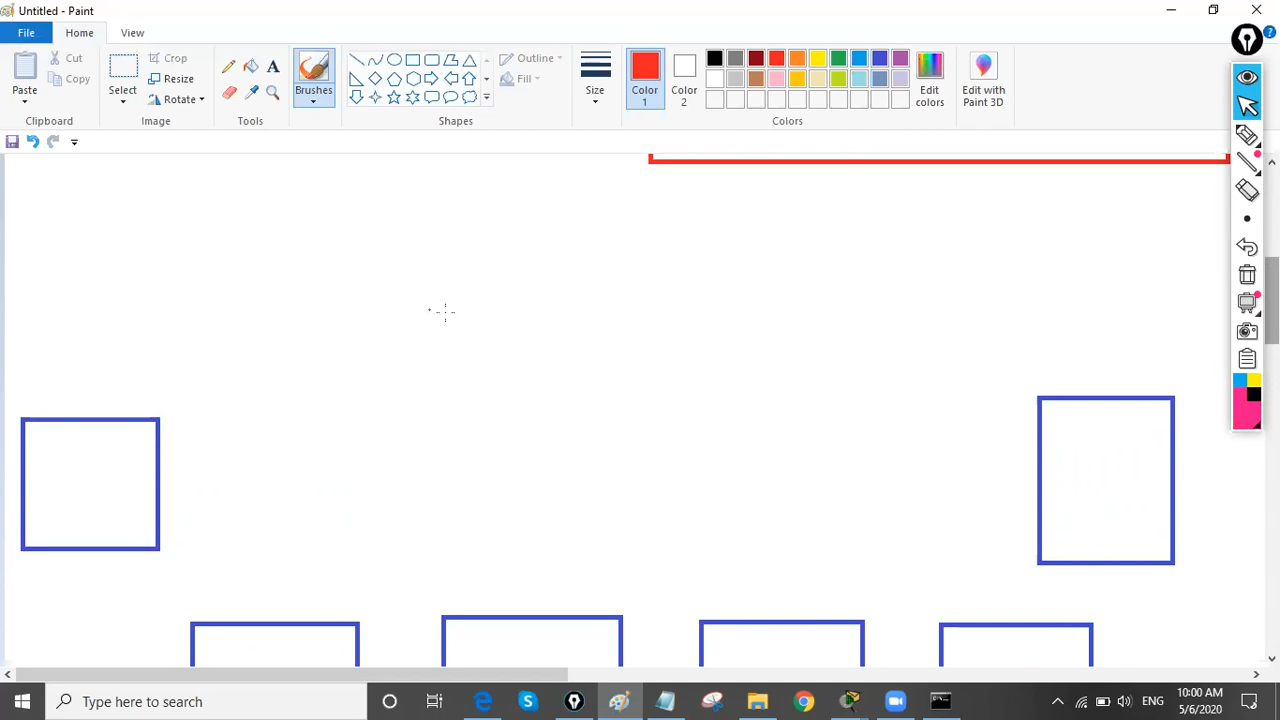 Untitled - Paint
File Home View
Paste
Cut
Copy
Clipboard
Select
Crop
Resize
Rotate
Image
A
Tools
Brushes
Outline
Fill
Shapes
Size
Color 1
Color 2
Edit colors
Colors
Edit with Paint 3D
?
Type here to search
ENG
10:00 AM
5/6/2020